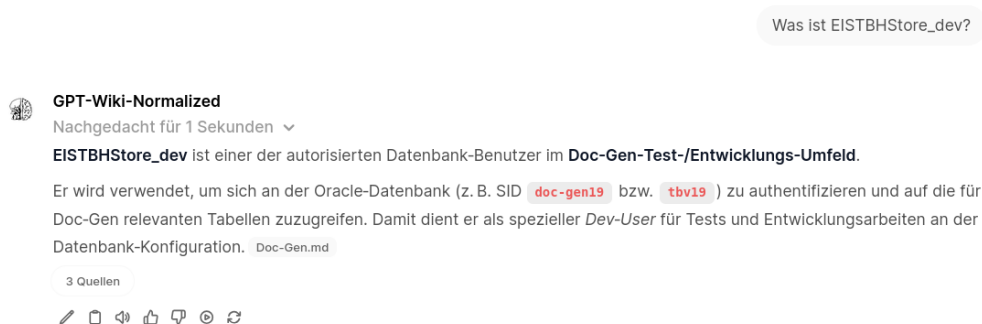 Was ist EISTBHStore_dev?
GPT-Wiki-Normalized
Nachgedacht für 1 Sekunden
EISTBHStore_dev ist einer der autorisierten Datenbank-Benutzer im Doc-Gen-Test-/Entwicklungs-Umfeld.
Er wird verwendet, um sich an der Oracle-Datenbank (z. B. SID doc-gen19 bzw. tbv19) zu authentifizieren und auf die für
Doc-Gen relevanten Tabellen zuzugreifen. Damit dient er als spezieller Dev-User für Tests und Entwicklungsarbeiten an der
Datenbank-Konfiguration. Doc-Gen.md
3 Quellen